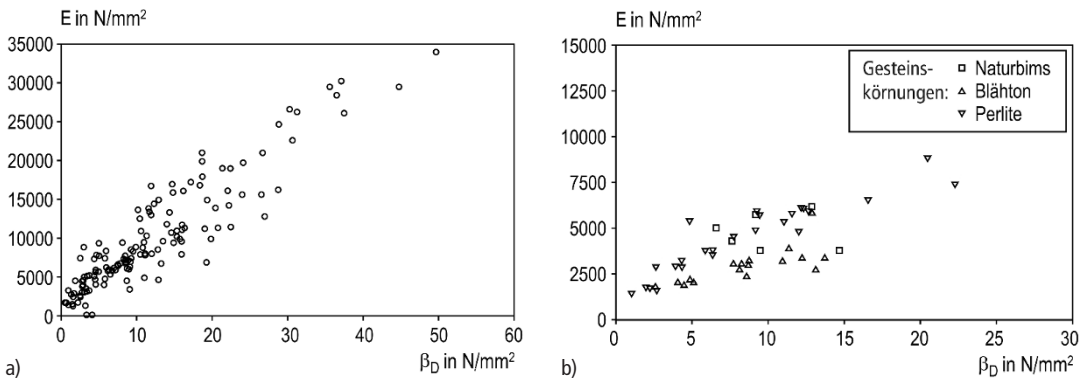 E in N/mm²
35000
30000
25000
20000
15000
10000
5000
0
0 10 20 30 40 50 60
βD in N/mm²
a)
E in N/mm²
15000
12500
10000
7500
5000
2500
0
0 5 10 15 20 25 30
βD in N/mm²
Gesteins-
körnungen:
Naturbims
Blähton
Perlite
b)